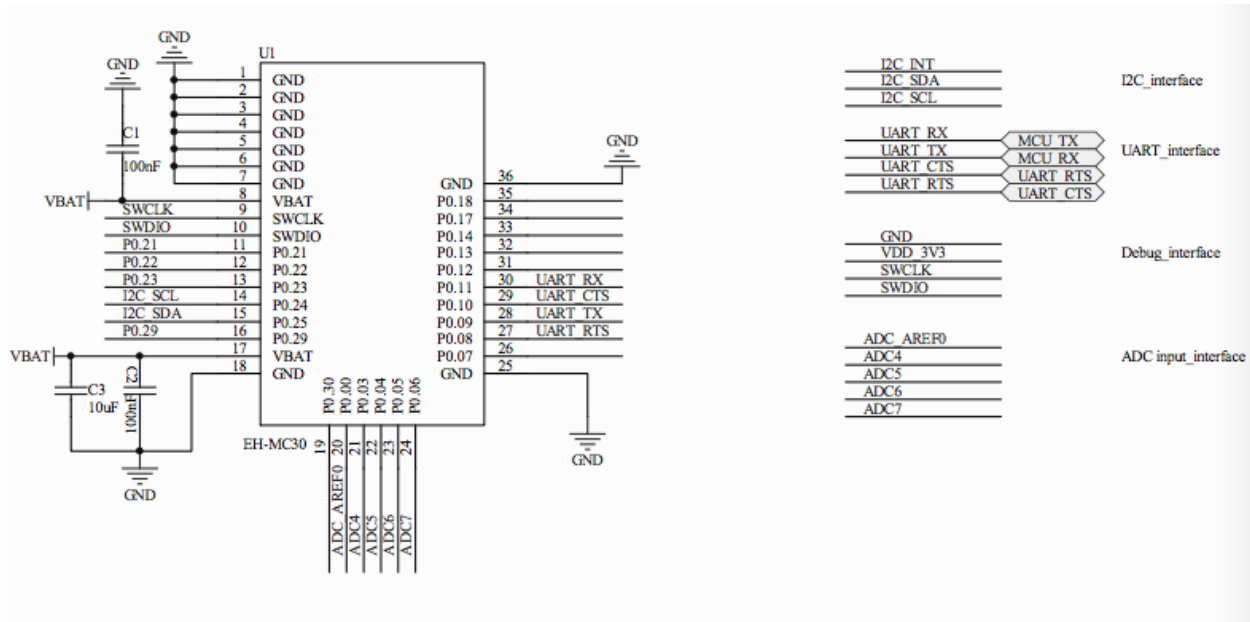 GND
GND
U1
1 GND
2 GND
3 GND
4 GND
5 GND
6 GND
7 GND
C1
100nF
VBAT
8 VBAT
SWCLK 9 SWCLK
SWDIO 10 SWDIO
P0.21 11 P0.21
P0.22 12 P0.22
P0.23 13 P0.23
I2C_SCL 14 P0.24
I2C_SDA 15 P0.25
P0.29 16 P0.29
VBAT 17 VBAT
18 GND
C3
10uF
C2
100nF
GND
EH-MC30
GND
GND 36
P0.18 35
P0.17 34
P0.14 33
P0.13 32
P0.12 31
P0.11 30 UART_RX
P0.10 29 UART_CTS
P0.09 28 UART_TX
P0.08 27 UART_RTS
P0.07 26
GND 25
GND
P0.30 19
P0.00 20 ADC_AREF0
P0.03 21 ADC4
P0.04 22 ADC5
P0.05 23 ADC6
P0.06 24 ADC7
I2C_INT
I2C_SDA
I2C_SCL
I2C_interface
UART_RX MCU_TX
UART_TX MCU_RX
UART_CTS UART_RTS
UART_RTS UART_CTS
UART_interface
GND
VDD_3V3
SWCLK
SWDIO
Debug_interface
ADC_AREF0
ADC4
ADC5
ADC6
ADC7
ADC input_interface